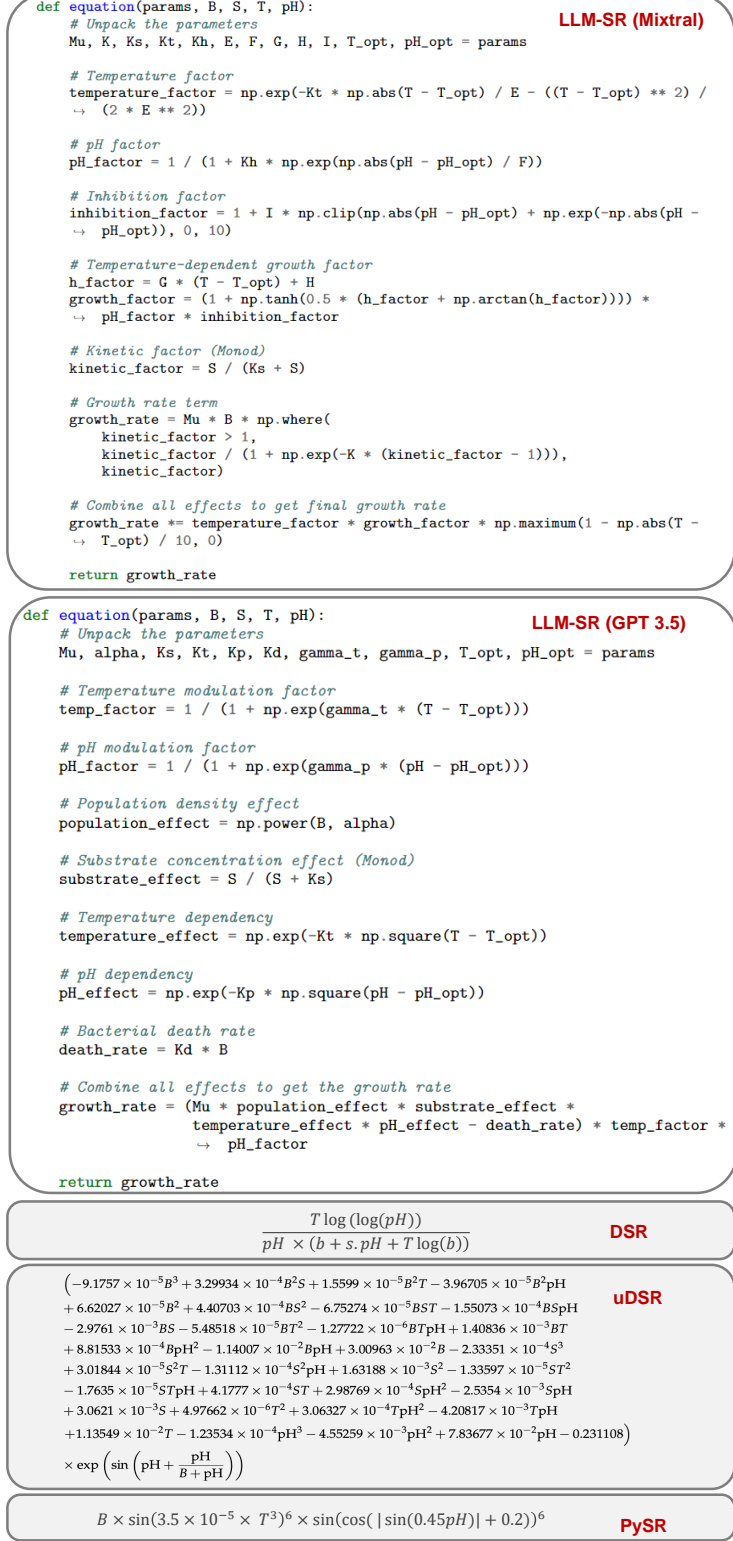 def equation(params, B, S, T, pH):
LLM-SR (Mixtral)
# Unpack the parameters
Mu, K, Ks, Kt, Kh, E, F, G, H, I, T_opt, pH_opt = params
# Temperature factor
temperature_factor = np.exp(-Kt * np.abs(T - T_opt) / E - ((T - T_opt) ** 2) /
↪ (2 * E ** 2))
# pH factor
pH_factor = 1 / (1 + Kh * np.exp(np.abs(pH - pH_opt) / F))
# Inhibition factor
inhibition_factor = 1 + I * np.clip(np.abs(pH - pH_opt) + np.exp(-np.abs(pH -
↪ pH_opt)), 0, 10)
# Temperature-dependent growth factor
h_factor = G * (T - T_opt) + H
growth_factor = (1 + np.tanh(0.5 * (h_factor + np.arctan(h_factor)))) *
↪ pH_factor * inhibition_factor
# Kinetic factor (Monod)
kinetic_factor = S / (Ks + S)
# Growth rate term
growth_rate = Mu * B * np.where(
kinetic_factor > 1,
kinetic_factor / (1 + np.exp(-K * (kinetic_factor - 1))),
kinetic_factor)
# Combine all effects to get final growth rate
growth_rate *= temperature_factor * growth_factor * np.maximum(1 - np.abs(T -
↪ T_opt) / 10, 0)
return growth_rate
def equation(params, B, S, T, pH):
LLM-SR (GPT 3.5)
# Unpack the parameters
Mu, alpha, Ks, Kt, Kp, Kd, gamma_t, gamma_p, T_opt, pH_opt = params
# Temperature modulation factor
temp_factor = 1 / (1 + np.exp(gamma_t * (T - T_opt)))
# pH modulation factor
pH_factor = 1 / (1 + np.exp(gamma_p * (pH - pH_opt)))
# Population density effect
population_effect = np.power(B, alpha)
# Substrate concentration effect (Monod)
substrate_effect = S / (S + Ks)
# Temperature dependency
temperature_effect = np.exp(-Kt * np.square(T - T_opt))
# pH dependency
pH_effect = np.exp(-Kp * np.square(pH - pH_opt))
# Bacterial death rate
death_rate = Kd * B
# Combine all effects to get the growth rate
growth_rate = (Mu * population_effect * substrate_effect *
temperature_effect * pH_effect - death_rate) * temp_factor *
↪ pH_factor
return growth_rate
T log (log(pH))
pH × (b + s.pH + T log(b))
DSR
(−9.1757 × 10⁻⁵B³ + 3.29934 × 10⁻⁴B²S + 1.5599 × 10⁻⁵B²T − 3.96705 × 10⁻⁵B²pH
uDSR
+ 6.62027 × 10⁻⁵B² + 4.40703 × 10⁻⁴BS² − 6.75274 × 10⁻⁵BST − 1.55073 × 10⁻⁴BSpH
− 2.9761 × 10⁻³BS − 5.48518 × 10⁻⁵BT² − 1.27722 × 10⁻⁶BTpH + 1.40836 × 10⁻³BT
+ 8.81533 × 10⁻⁴BpH² − 1.14007 × 10⁻²BpH + 3.00963 × 10⁻²B − 2.33351 × 10⁻⁴S³
+ 3.01844 × 10⁻⁵S²T − 1.31112 × 10⁻⁴S²pH + 1.63188 × 10⁻³S² − 1.33597 × 10⁻⁵ST²
− 1.7635 × 10⁻⁵STpH + 4.1777 × 10⁻⁴ST + 2.98769 × 10⁻⁴SpH² − 2.5354 × 10⁻³SpH
+ 3.0621 × 10⁻³S + 4.97662 × 10⁻⁶T² + 3.06327 × 10⁻⁴TpH² − 4.20817 × 10⁻³TpH
+1.13549 × 10⁻²T − 1.23534 × 10⁻⁴pH³ − 4.55259 × 10⁻³pH² + 7.83677 × 10⁻²pH − 0.231108)
× exp (sin (pH + pH / B + pH))
B × sin(3.5 × 10⁻⁵ × T³)⁶ × sin(cos( |sin(0.45pH)| + 0.2))⁶
PySR